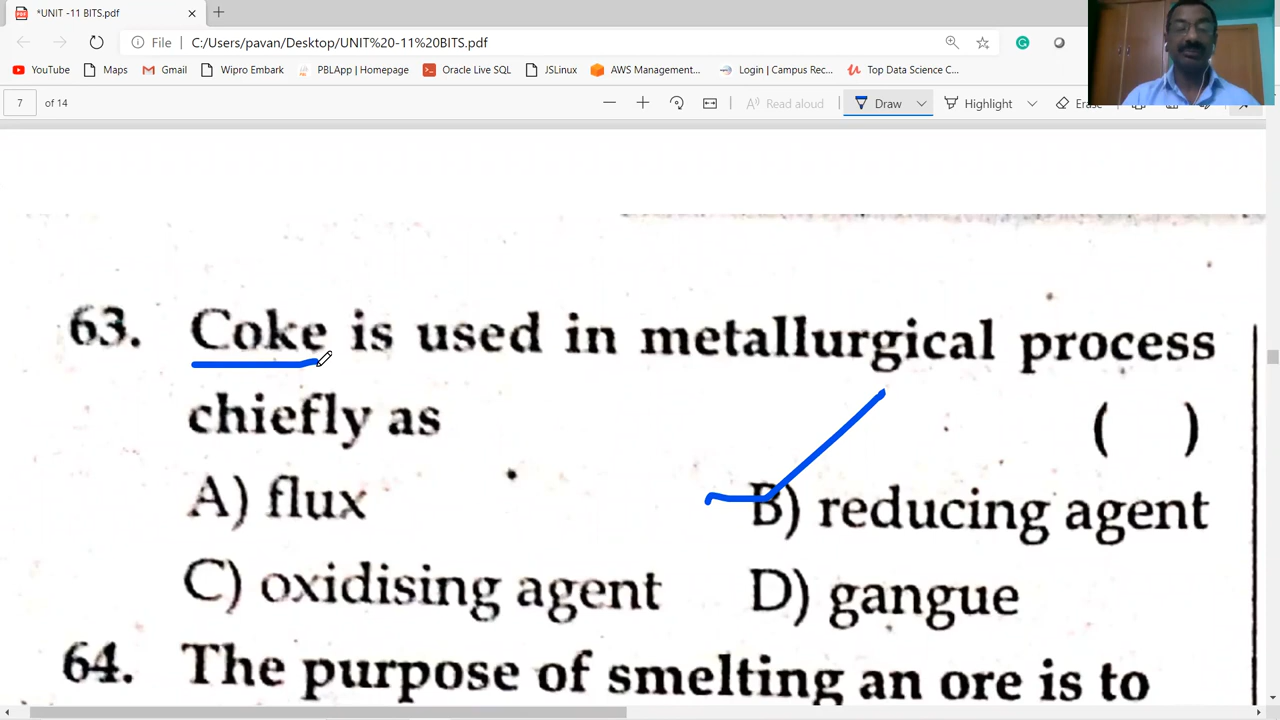 *UNIT -11 BITS.pdf
File
C:/Users/pavan/Desktop/UNIT%20-11%20BITS.pdf
YouTube
Maps
Gmail
Wipro Embark
PBLApp | Homepage
Oracle Live SQL
JSLinux
AWS Management...
Login | Campus Rec...
Top Data Science C...
7 of 14
Read aloud
Draw
Highlight
63. Coke is used in metallurgical process
chiefly as ( )
A) flux B) reducing agent
C) oxidising agent D) gangue
64. The purpose of smelting an ore is to